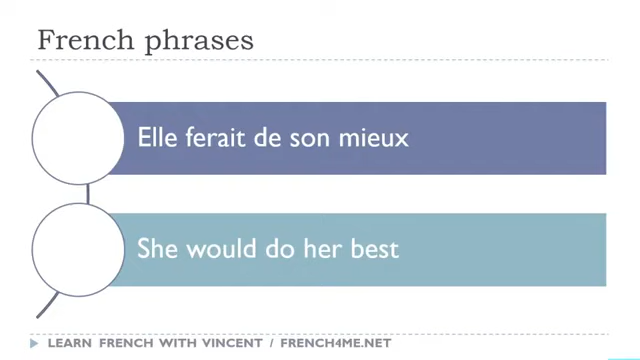 French phrases
Elle ferait de son mieux
She would do her best
LEARN FRENCH WITH VINCENT / FRENCH4ME.NET